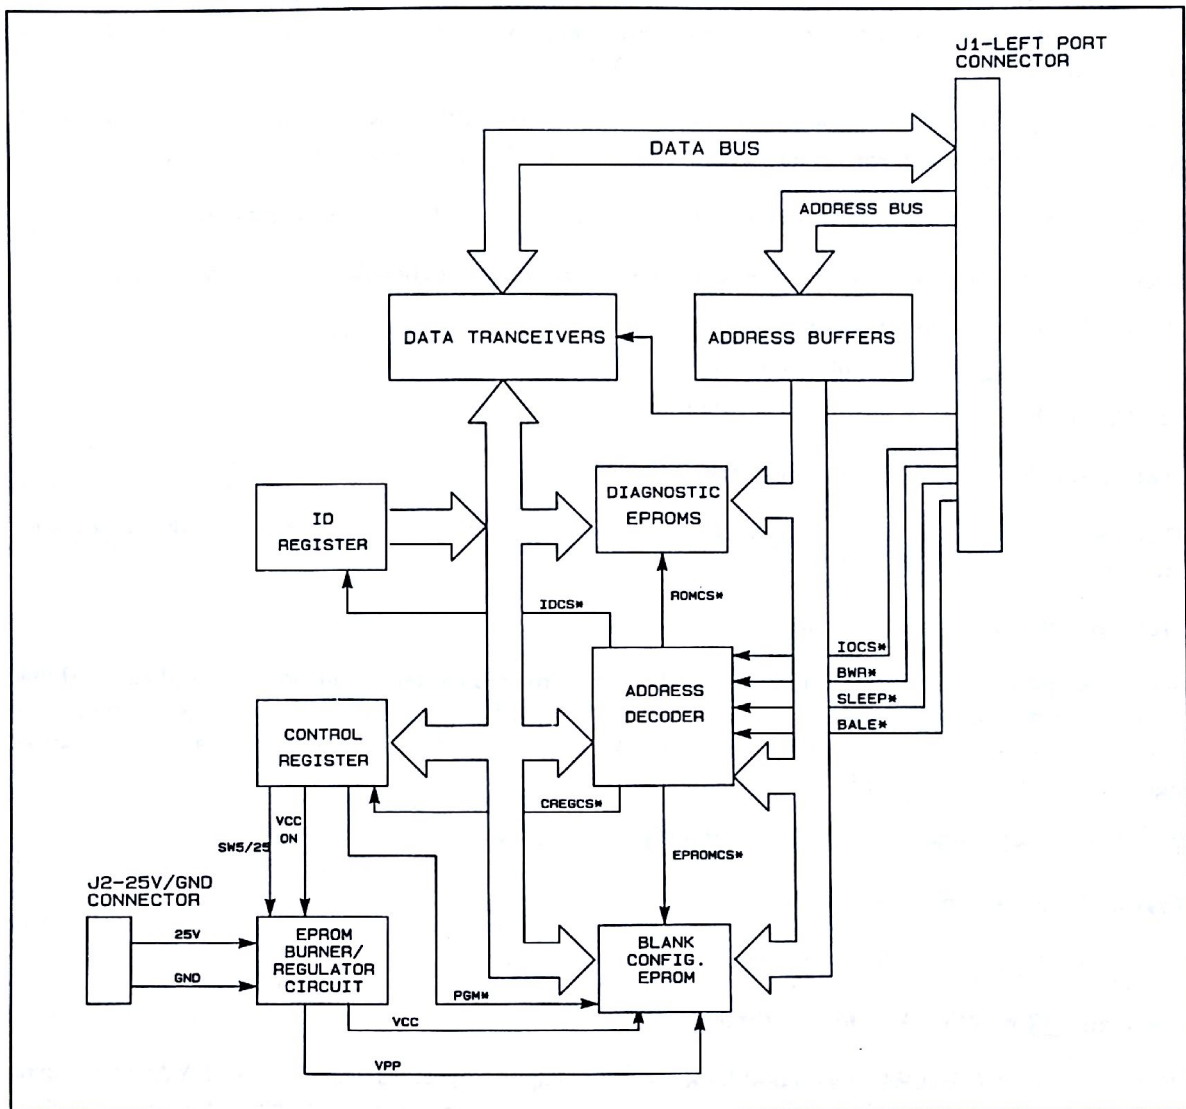 J1-LEFT PORT
CONNECTOR
DATA BUS
ADDRESS BUS
DATA TRANCEIVERS
ADDRESS BUFFERS
DIAGNOSTIC
EPROMS
ID
REGISTER
IDCS*
ROMCS*
IOCS*
BWR*
SLEEP*
BALE*
ADDRESS
DECODER
CONTROL
REGISTER
CREGCS*
VCC
ON
SW5/25
EPROMCS*
J2-25V/GND
CONNECTOR
25V
GND
EPROM
BURNER/
REGULATOR
CIRCUIT
BLANK
CONFIG.
EPROM
PGM*
VCC
VPP